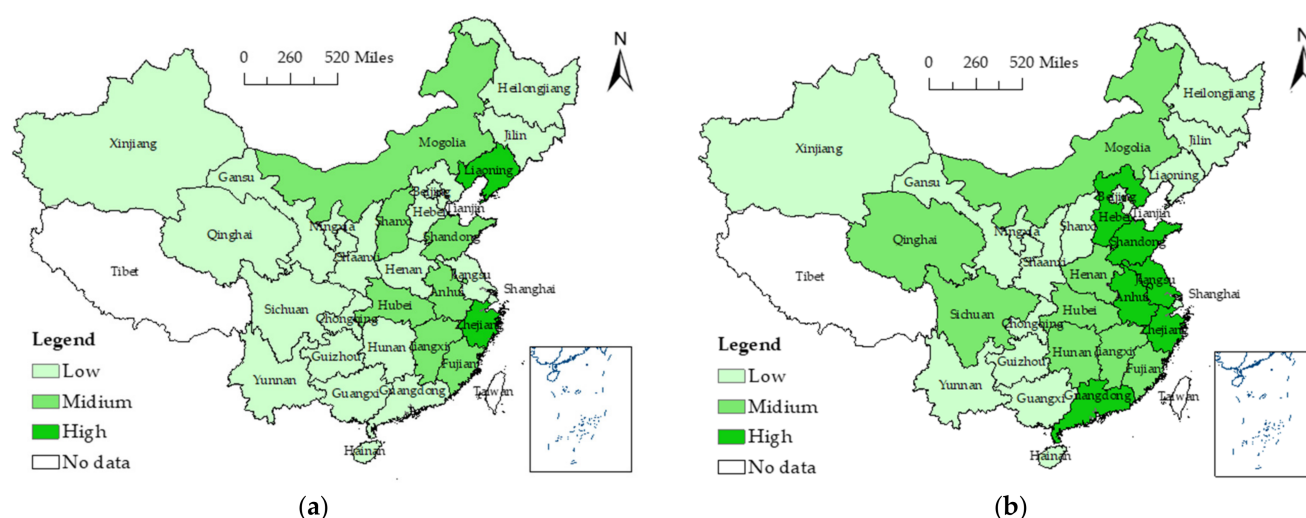 N
0 260 520 Miles
Heilongjiang
Jilin
Xinjiang
Mogolia
Liaoning
Gansu
Beijing
Tianjin
Hebei
Ningxia
Shanxi
Shandong
Qinghai
Shaanxi
Henan
Jiangsu
Tibet
Shanghai
Anhui
Hubei
Sichuan
Chongqing
Zhejiang
Hunan
Jiangxi
Guizhou
Fujian
Yunnan
Guangxi
Guangdong
Taiwan
Hainan
Legend
Low
Midium
High
No data
(a)
N
0 260 520 Miles
Heilongjiang
Jilin
Xinjiang
Mogolia
Liaoning
Gansu
Beijing
Tianjin
Hebei
Ningxia
Shanxi
Shandong
Qinghai
Shaanxi
Henan
Jiangsu
Tibet
Shanghai
Anhui
Hubei
Sichuan
Chongqing
Zhejiang
Hunan
Jiangxi
Guizhou
Fujian
Yunnan
Guangxi
Guangdong
Taiwan
Hainan
Legend
Low
Midium
High
No data
(b)